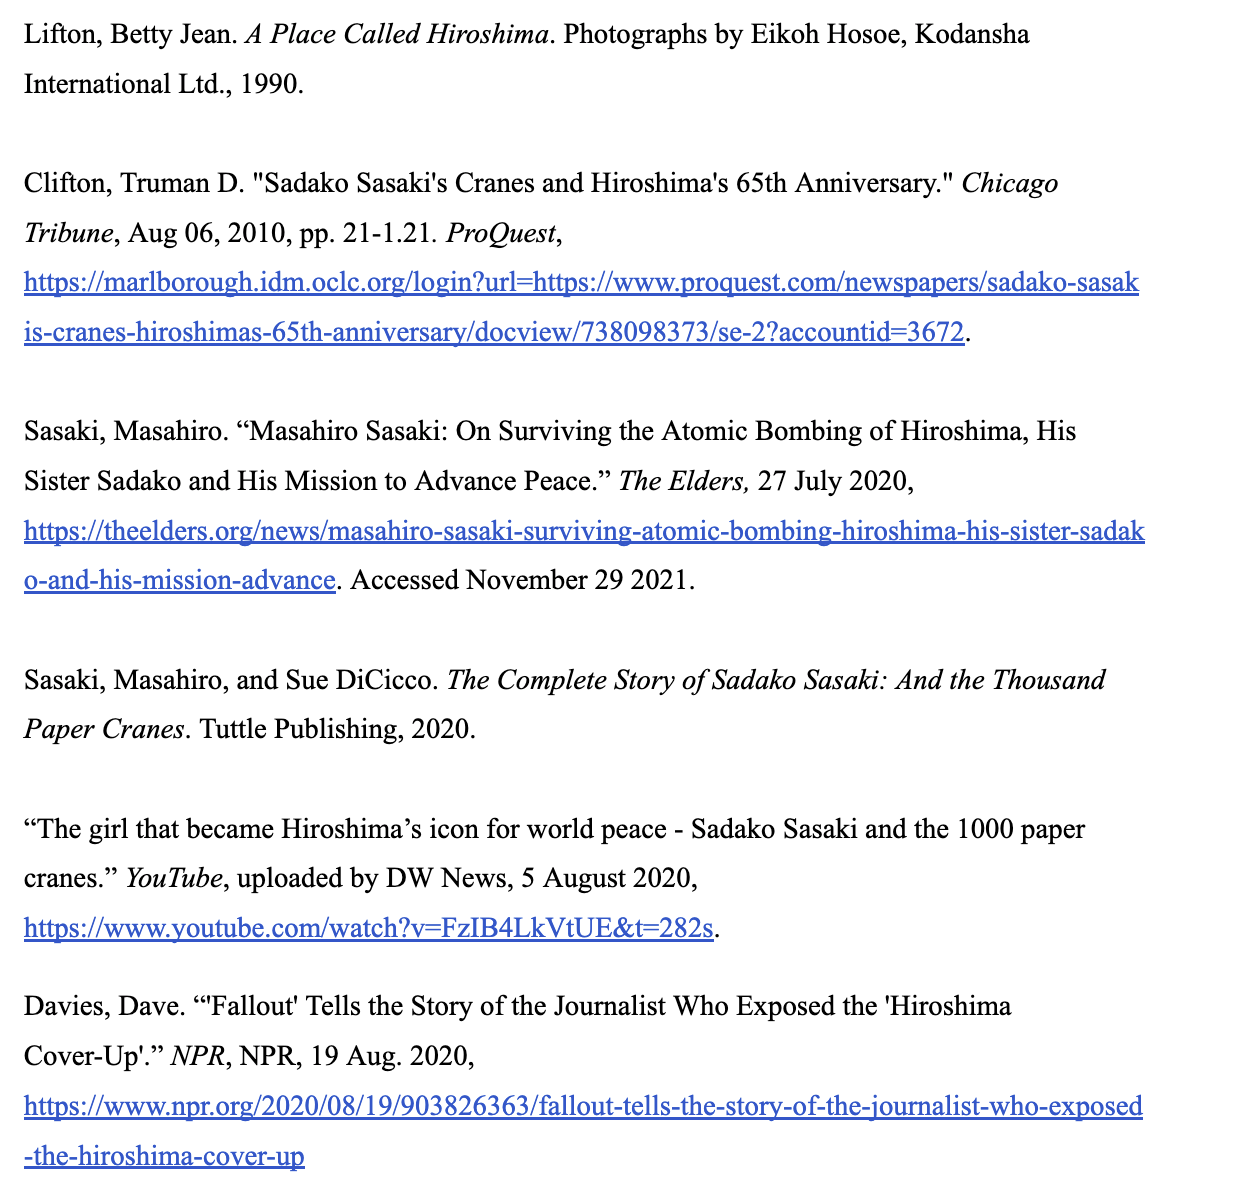 Lifton, Betty Jean. A Place Called Hiroshima. Photographs by Eikoh Hosoe, Kodansha
International Ltd., 1990.
Clifton, Truman D. "Sadako Sasaki's Cranes and Hiroshima's 65th Anniversary." Chicago
Tribune, Aug 06, 2010, pp. 21-1.21. ProQuest,
https://marlborough.idm.oclc.org/login?url=https://www.proquest.com/newspapers/sadako-sasak
is-cranes-hiroshimas-65th-anniversary/docview/738098373/se-2?accountid=3672.
Sasaki, Masahiro. “Masahiro Sasaki: On Surviving the Atomic Bombing of Hiroshima, His
Sister Sadako and His Mission to Advance Peace.” The Elders, 27 July 2020,
https://theelders.org/news/masahiro-sasaki-surviving-atomic-bombing-hiroshima-his-sister-sadak
o-and-his-mission-advance. Accessed November 29 2021.
Sasaki, Masahiro, and Sue DiCicco. The Complete Story of Sadako Sasaki: And the Thousand
Paper Cranes. Tuttle Publishing, 2020.
“The girl that became Hiroshima’s icon for world peace - Sadako Sasaki and the 1000 paper
cranes.” YouTube, uploaded by DW News, 5 August 2020,
https://www.youtube.com/watch?v=FzIB4LkVtUE&t=282s.
Davies, Dave. “'Fallout' Tells the Story of the Journalist Who Exposed the 'Hiroshima
Cover-Up'.” NPR, NPR, 19 Aug. 2020,
https://www.npr.org/2020/08/19/903826363/fallout-tells-the-story-of-the-journalist-who-exposed
-the-hiroshima-cover-up